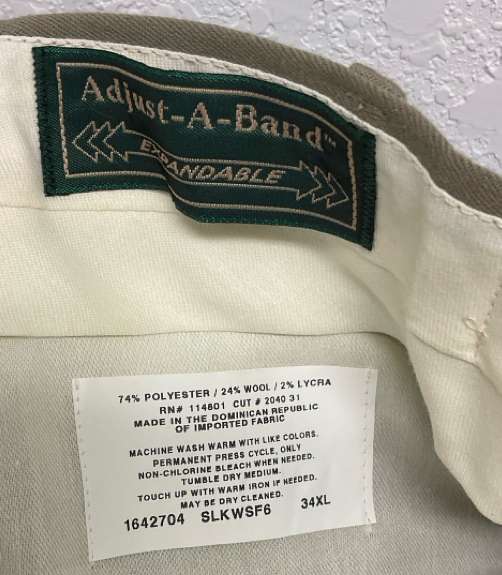 Adjust-A-Band™
EXPANDABLE
74% POLYESTER / 24% WOOL / 2% LYCRA
RN# 114801 CUT # 2040 31
MADE IN THE DOMINICAN REPUBLIC
OF IMPORTED FABRIC
MACHINE WASH WARM WITH LIKE COLORS.
PERMANENT PRESS CYCLE, ONLY
NON-CHLORINE BLEACH WHEN NEEDED.
TUMBLE DRY MEDIUM.
TOUCH UP WITH WARM IRON IF NEEDED.
MAY BE DRY CLEANED.
1642704 SLKWSF6 34XL